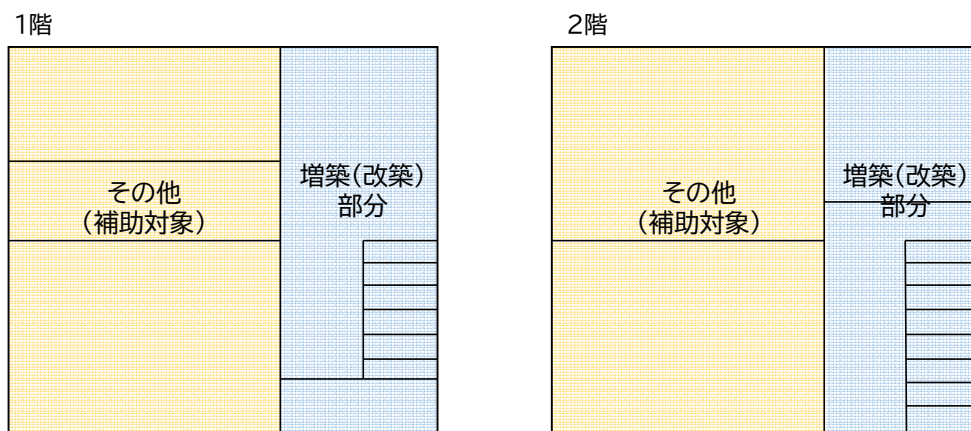 1階
その他
(補助対象)
増築(改築)
部分
2階
その他
(補助対象)
増築(改築)
部分